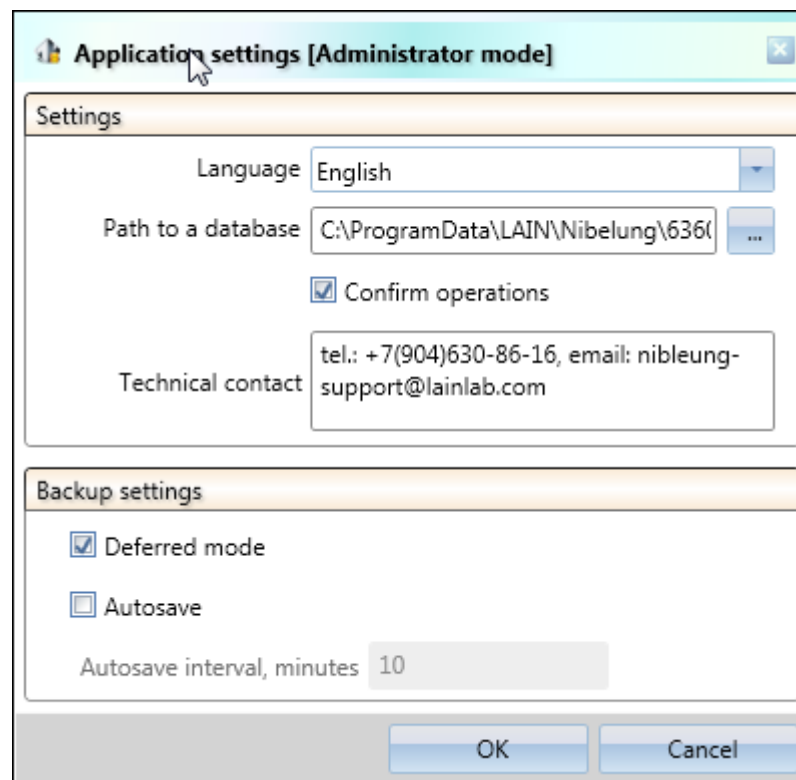 Application settings [Administrator mode]
Settings
Language English
Path to a database C:\ProgramData\LAIN\Nibelung\636( ...
Confirm operations
Technical contact tel.: +7(904)630-86-16, email: nibleung-
support@lainlab.com
Backup settings
Deferred mode
Autosave
Autosave interval, minutes 10
OK Cancel